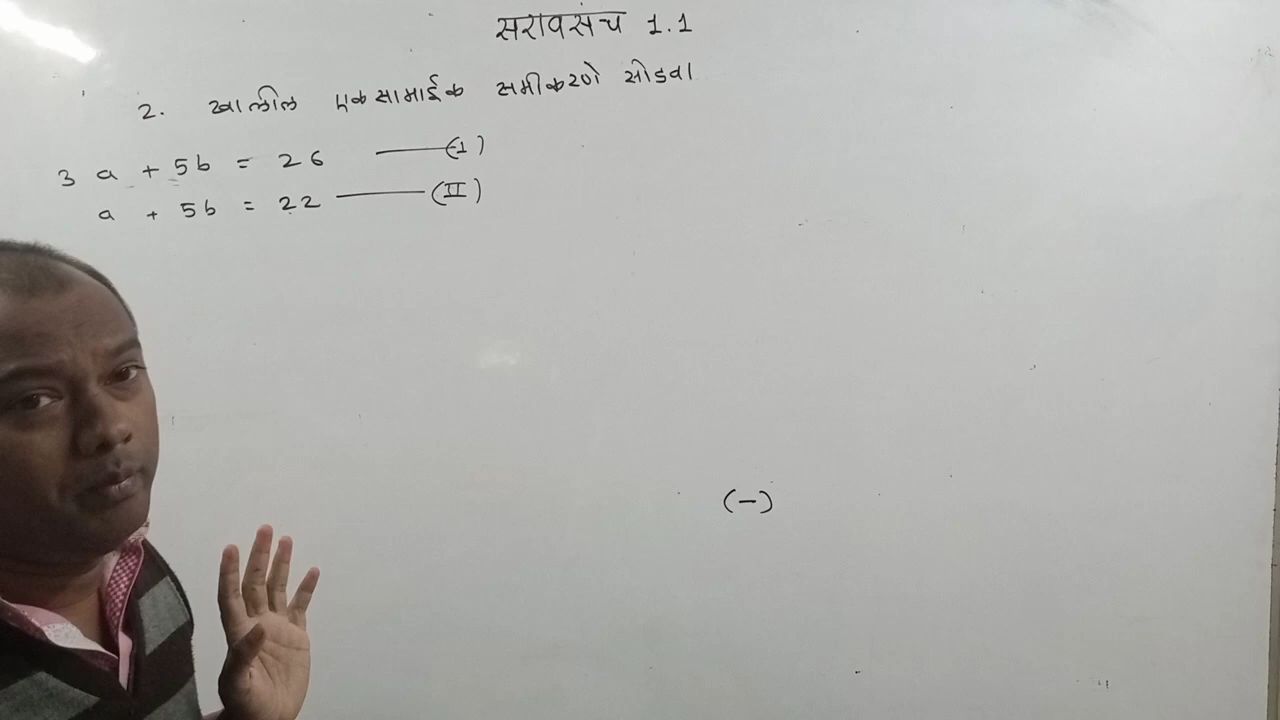 सरावसंच 1.1
2. खालील एकसामाईक समीकरणे सोडवा
3a + 5b = 26 —— (I)
a + 5b = 22 —— (II)
(-)